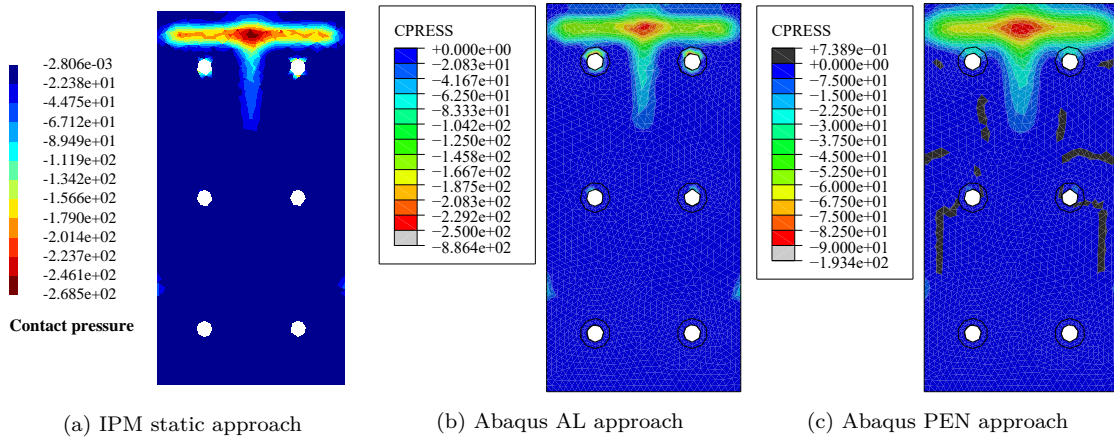 -2.806e-03
-2.238e+01
-4.475e+01
-6.712e+01
-8.949e+01
-1.119e+02
-1.342e+02
-1.566e+02
-1.790e+02
-2.014e+02
-2.237e+02
-2.461e+02
-2.685e+02
Contact pressure
(a) IPM static approach
CPRESS
+0.000e+00
−2.083e+01
−4.167e+01
−6.250e+01
−8.333e+01
−1.042e+02
−1.250e+02
−1.458e+02
−1.667e+02
−1.875e+02
−2.083e+02
−2.292e+02
−2.500e+02
−8.864e+02
(b) Abaqus AL approach
CPRESS
+7.389e−01
+0.000e+00
−7.500e+00
−1.500e+01
−2.250e+01
−3.000e+01
−3.750e+01
−4.500e+01
−6.000e+01
−6.750e+01
−7.500e+01
−8.250e+01
−9.000e+01
−1.934e+02
(c) Abaqus PEN approach